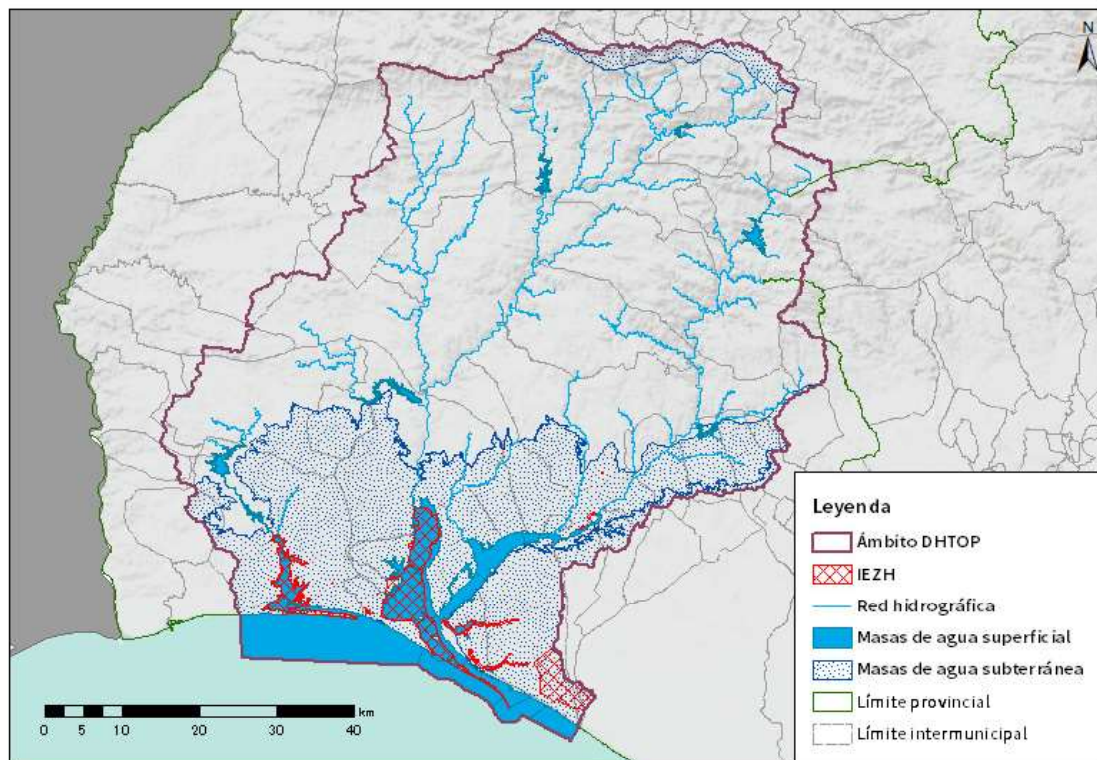 N
Leyenda
Ámbito DHTOP
IEZH
Red hidrográfica
Masas de agua superficial
Masas de agua subterránea
Límite provincial
Límite intermunicipal
km
0 5 10 20 30 40